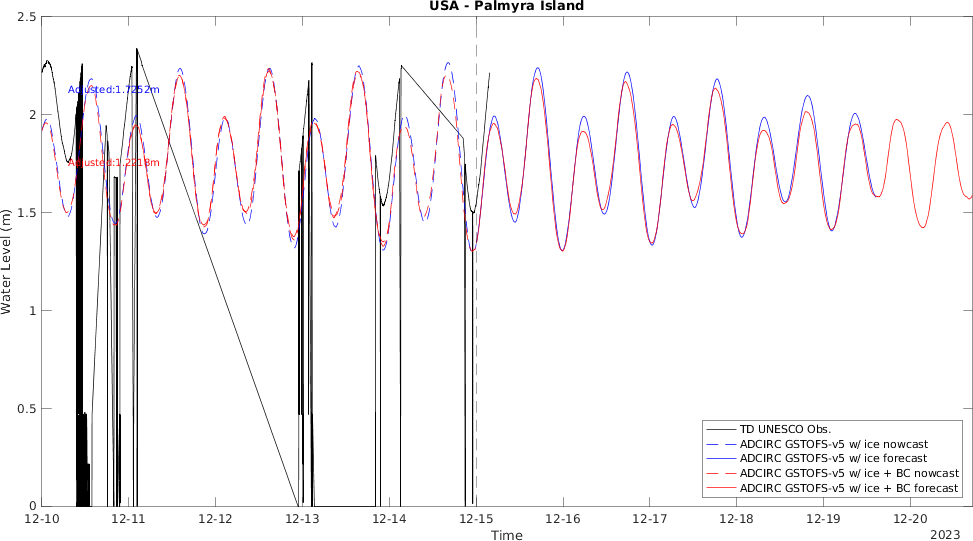 USA - Palmyra Island
2.5
2
1.5
1
0.5
0
Water Level (m)
Adjusted:1.7252m
Adjusted:1.2218m
TD UNESCO Obs.
ADCIRC GSTOFS-v5 w/ ice nowcast
ADCIRC GSTOFS-v5 w/ ice forecast
ADCIRC GSTOFS-v5 w/ ice + BC nowcast
ADCIRC GSTOFS-v5 w/ ice + BC forecast
12-10 12-11 12-12 12-13 12-14 12-15 12-16 12-17 12-18 12-19 12-20
Time
2023